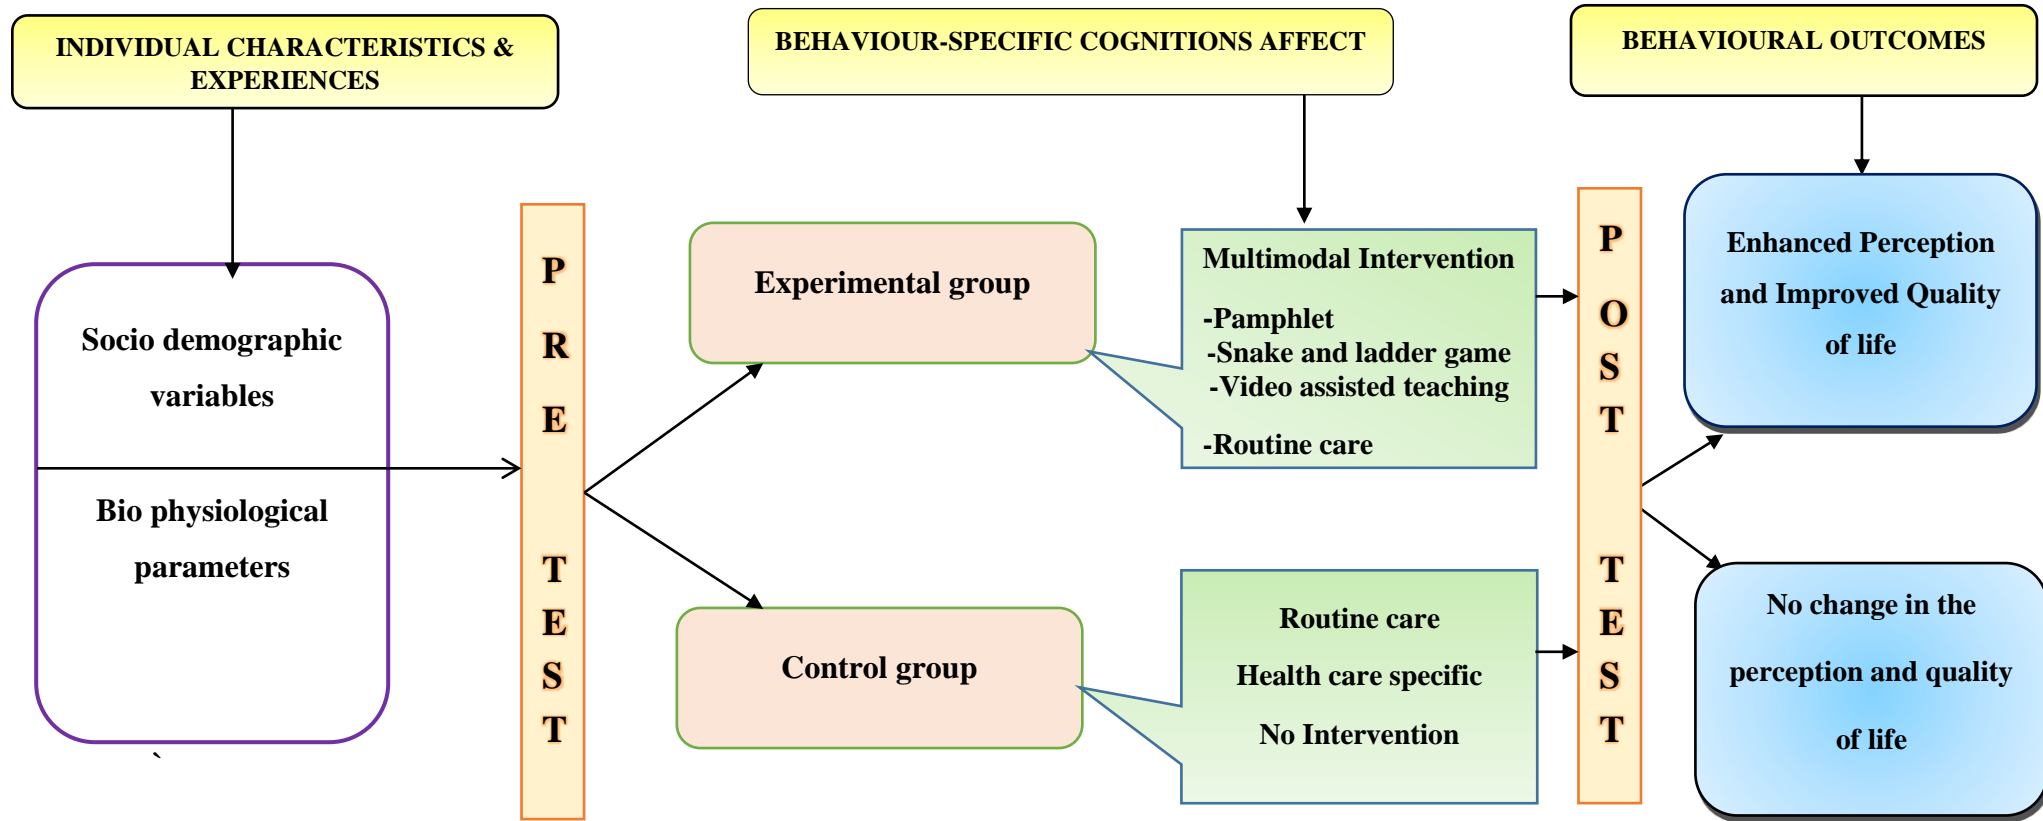 INDIVIDUAL CHARACTERISTICS &
EXPERIENCES
BEHAVIOUR-SPECIFIC COGNITIONS AFFECT
BEHAVIOURAL OUTCOMES
Socio demographic
variables
Bio physiological
parameters
`
P
R
E
T
E
S
T
Experimental group
Multimodal Intervention
-Pamphlet
-Snake and ladder game
-Video assisted teaching
-Routine care
Control group
Routine care
Health care specific
No Intervention
P
O
S
T
T
E
S
T
Enhanced Perception
and Improved Quality
of life
No change in the
perception and quality
of life